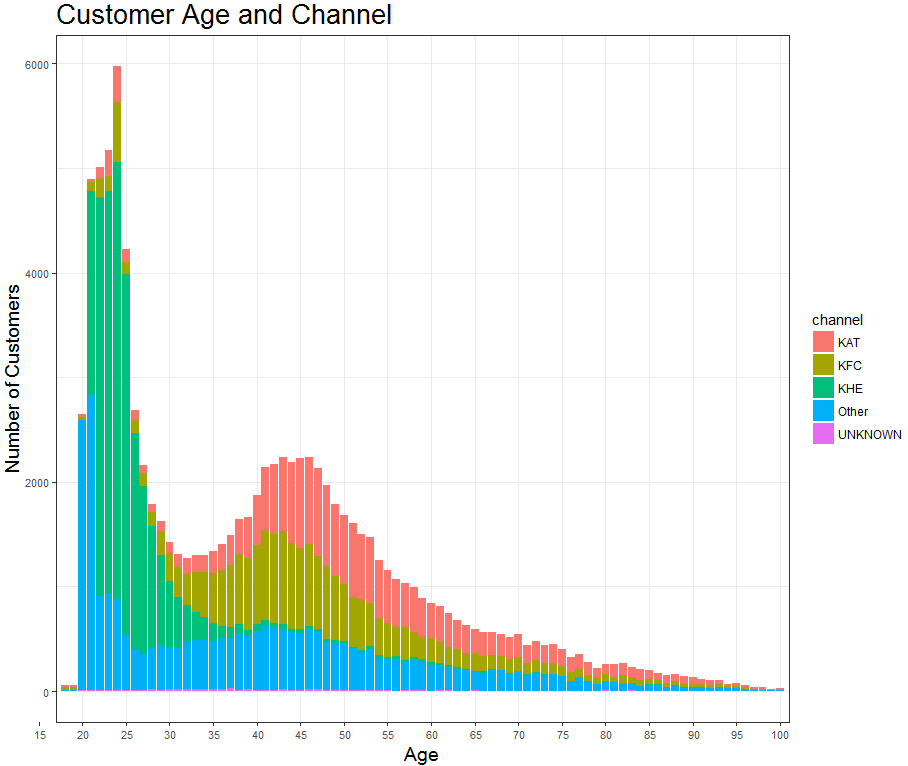 Customer Age and Channel
6000
4000
2000
0
Number of Customers
15 20 25 30 35 40 45 50 55 60 65 70 75 80 85 90 95 100
Age
channel
KAT
KFC
KHE
Other
UNKNOWN